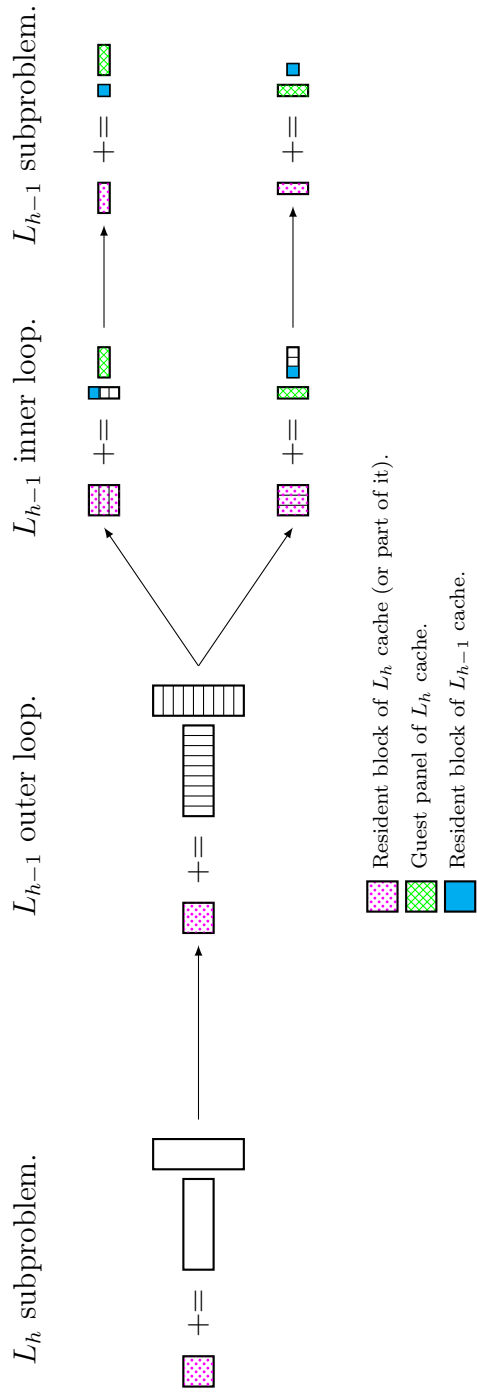 $L_h$ subproblem.
$L_{h-1}$ outer loop.
$L_{h-1}$ inner loop.
$L_{h-1}$ subproblem.
+=
+=
+=
+=
+=
+=
Resident block of $L_h$ cache (or part of it).
Guest panel of $L_h$ cache.
Resident block of $L_{h-1}$ cache.